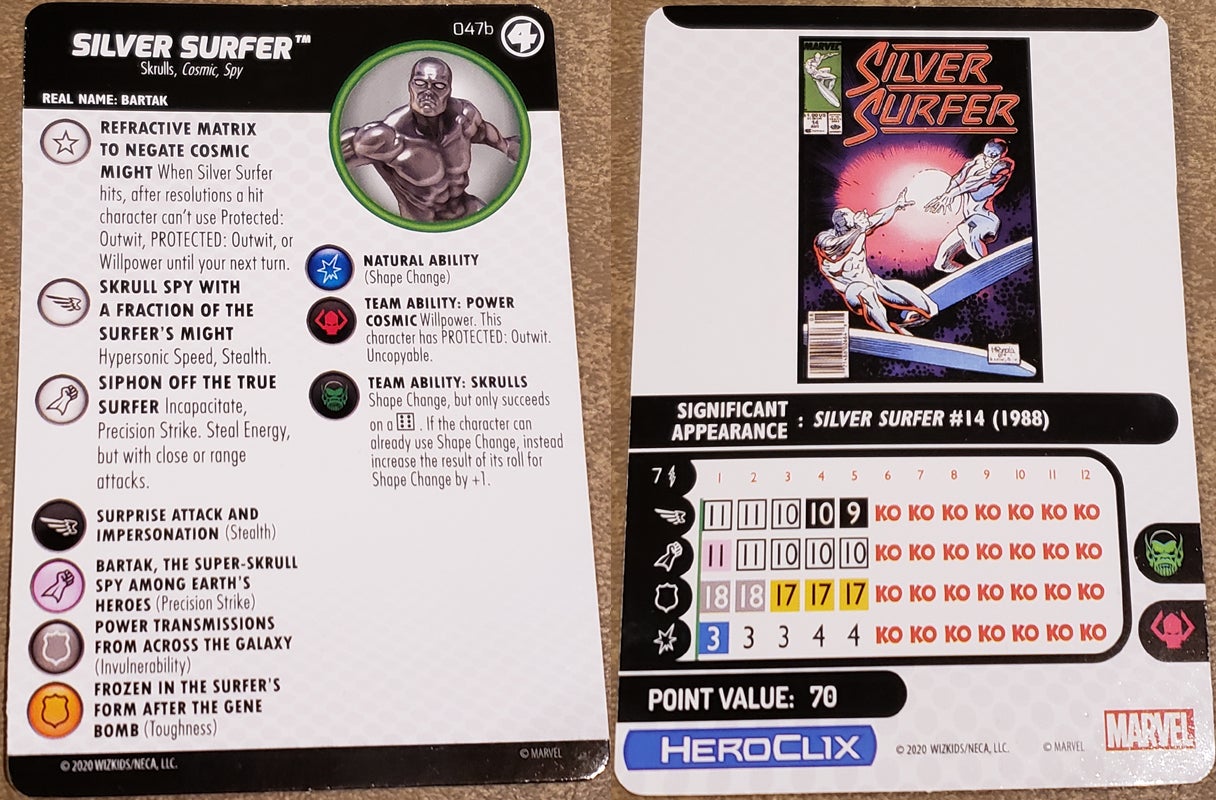 SILVER SURFER™
Skrulls, Cosmic, Spy
047b
4
REAL NAME: BARTAK
REFRACTIVE MATRIX
TO NEGATE COSMIC
MIGHT When Silver Surfer
hits, after resolutions a hit
character can't use Protected:
Outwit, PROTECTED: Outwit, or
Willpower until your next turn.
SKRULL SPY WITH
A FRACTION OF THE
SURFER'S MIGHT
Hypersonic Speed, Stealth.
SIPHON OFF THE TRUE
SURFER Incapacitate,
Precision Strike. Steal Energy,
but with close or range
attacks.
SURPRISE ATTACK AND
IMPERSONATION (Stealth)
BARTAK, THE SUPER-SKRULL
SPY AMONG EARTH'S
HEROES (Precision Strike)
POWER TRANSMISSIONS
FROM ACROSS THE GALAXY
(Invulnerability)
FROZEN IN THE SURFER'S
FORM AFTER THE GENE
BOMB (Toughness)
NATURAL ABILITY
(Shape Change)
TEAM ABILITY: POWER
COSMIC Willpower. This
character has PROTECTED: Outwit.
Uncopyable.
TEAM ABILITY: SKRULLS
Shape Change, but only succeeds
on a . If the character can
already use Shape Change, instead
increase the result of its roll for
Shape Change by +1.
© 2020 WIZKIDS/NECA, LLC.
© MARVEL
MARVEL
SILVER
SURFER
SIGNIFICANT
APPEARANCE : SILVER SURFER #14 (1988)
7 1 2 3 4 5 6 7 8 9 10 11 12
11 11 10 10 9 KO KO KO KO KO KO KO
11 11 10 10 10 KO KO KO KO KO KO KO
18 18 17 17 17 KO KO KO KO KO KO KO
3 3 3 4 4 KO KO KO KO KO KO KO
POINT VALUE: 70
HEROCLIX
© 2020 WIZKIDS/NECA, LLC.
© MARVEL
MARVEL